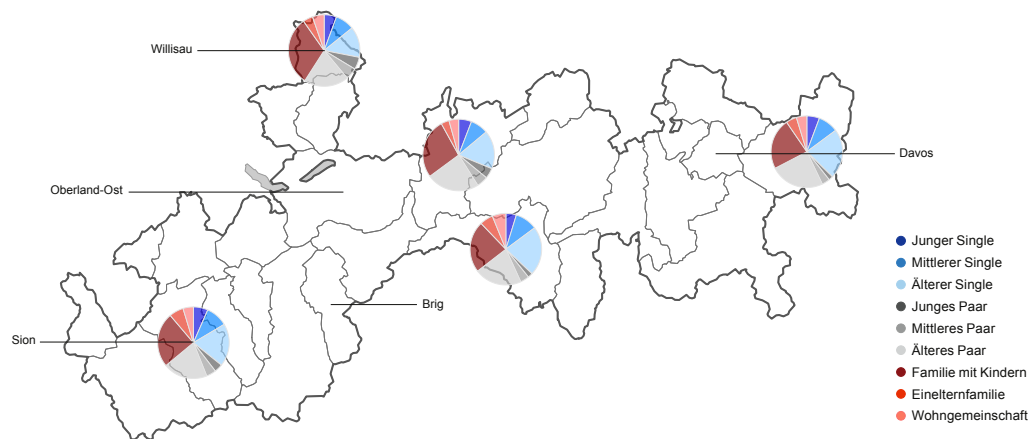 Willisau
Davos
Oberland-Ost
Brig
Sion
Junger Single
Mittlerer Single
Älterer Single
Junges Paar
Mittleres Paar
Älteres Paar
Familie mit Kindern
Einelternfamilie
Wohngemeinschaft